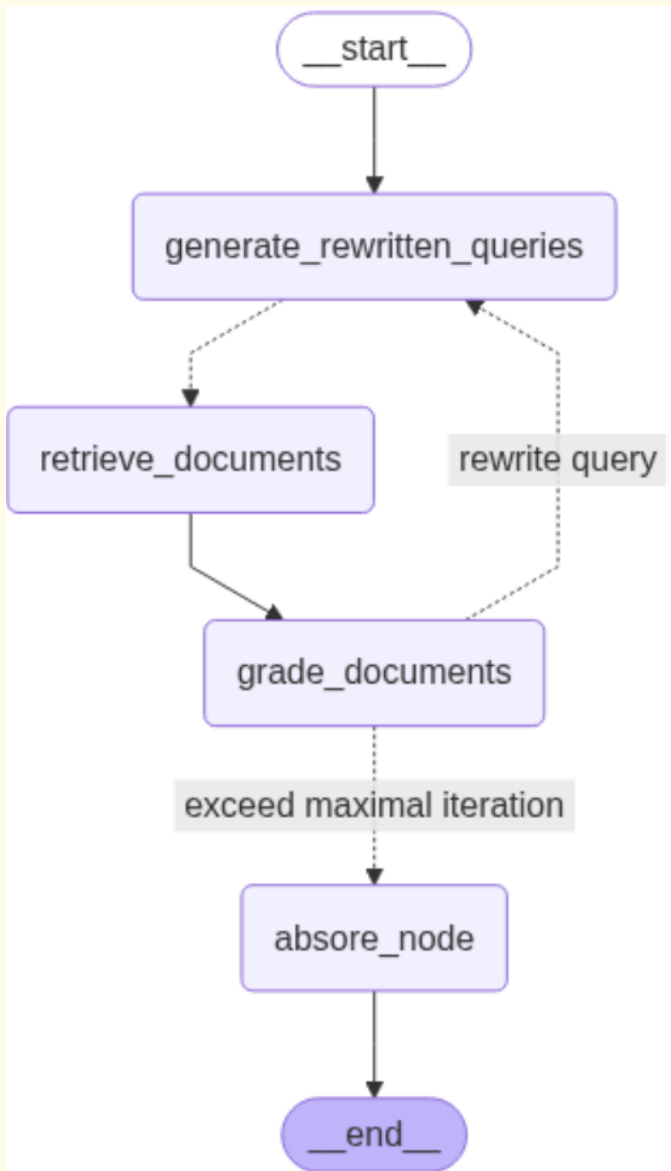 __start__
generate_rewritten_queries
retrieve_documents
rewrite query
grade_documents
exceed maximal iteration
absore_node
__end__